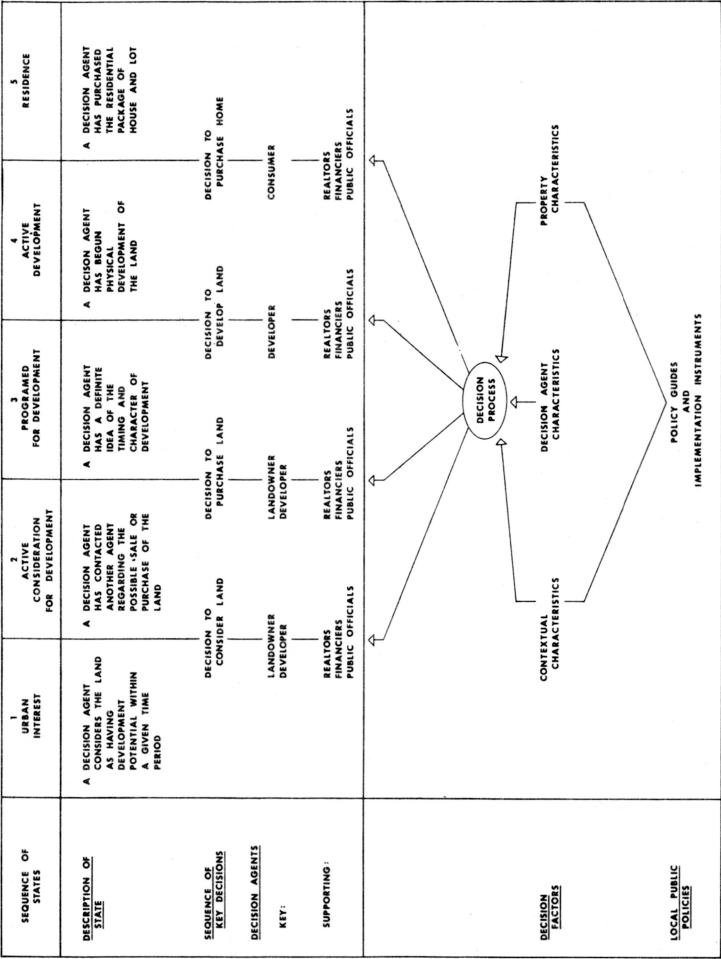 SEQUENCE OF
STATES
1
URBAN
INTEREST
2
ACTIVE
CONSIDERATION
FOR DEVELOPMENT
3
PROGRAMED
FOR DEVELOPMENT
4
ACTIVE
DEVELOPMENT
5
RESIDENCE
DESCRIPTION OF
STATE
A DECISION AGENT
CONSIDERS THE LAND
AS HAVING
DEVELOPMENT
POTENTIAL WITHIN
A GIVEN TIME
PERIOD
A DECISION AGENT
HAS CONTACTED
ANOTHER AGENT
REGARDING THE
POSSIBLE SALE OR
PURCHASE OF THE
LAND
A DECISION AGENT
HAS A DEFINITE
IDEA OF THE
TIMING AND
CHARACTER OF
DEVELOPMENT
A DECISON AGENT
HAS BEGUN
PHYSICAL
DEVELOPMENT OF
THE LAND
A DECISION AGENT
HAS PURCHASED
THE RESIDENTIAL
PACKAGE OF
HOUSE AND LOT
SEQUENCE OF
KEY DECISIONS
DECISION TO
CONSIDER LAND
DECISION TO
PURCHASE LAND
DECISION TO
DEVELOP LAND
DECISION TO
PURCHASE HOME
DECISION AGENTS
KEY:
LANDOWNER
DEVELOPER
LANDOWNER
DEVELOPER
DEVELOPER
CONSUMER
SUPPORTING:
REALTORS
FINANCIERS
PUBLIC OFFICIALS
REALTORS
FINANCIERS
PUBLIC OFFICIALS
REALTORS
FINANCIERS
PUBLIC OFFICIALS
REALTORS
FINANCIERS
PUBLIC OFFICIALS
DECISION
PROCESS
DECISION
FACTORS
CONTEXTUAL
CHARACTERISTICS
DECISION AGENT
CHARACTERISTICS
PROPERTY
CHARACTERISTICS
LOCAL PUBLIC
POLICIES
POLICY GUIDES
AND
IMPLEMENTATION INSTRUMENTS